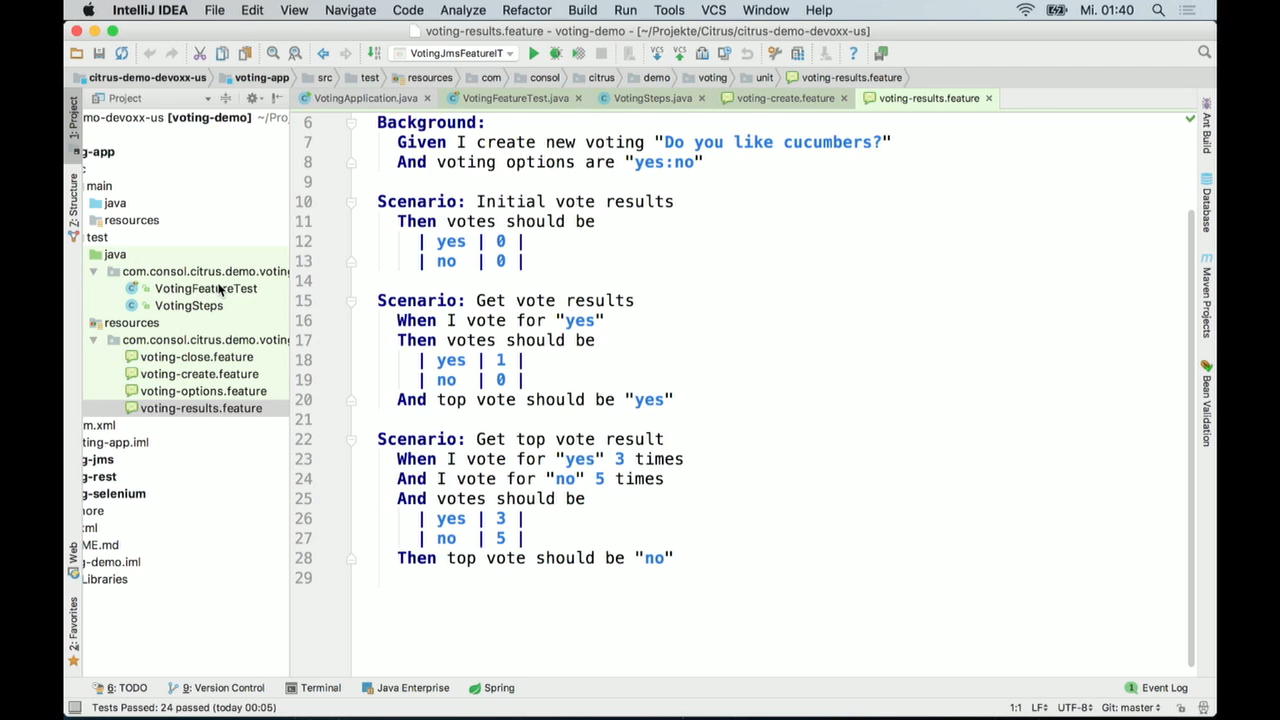 IntelliJ IDEA File Edit View Navigate Code Analyze Refactor Build Run Tools VCS Window Help Mi. 01:40
voting-results.feature - voting-demo - [~/Projekte/Citrus/citrus-demo-devoxx-us]
VotingJmsFeatureIT
citrus-demo-devoxx-us voting-app src test resources com consol citrus demo voting unit voting-results.feature
Project VotingApplication.java VotingFeatureTest.java VotingSteps.java voting-create.feature voting-results.feature
1: Project
7: Structure
Web
2: Favorites
mo-devoxx-us [voting-demo] ~/Proj
g-app
main
java
resources
test
java
com.consol.citrus.demo.voting
VotingFeatureTest
VotingSteps
resources
com.consol.citrus.demo.voting
voting-close.feature
voting-create.feature
voting-options.feature
voting-results.feature
m.xml
ting-app.iml
g-jms
g-rest
g-selenium
nore
xml
ME.md
g-demo.iml
Libraries
6 Background:
7 Given I create new voting "Do you like cucumbers?"
8 And voting options are "yes:no"
9
10 Scenario: Initial vote results
11 Then votes should be
12 | yes | 0 |
13 | no | 0 |
14
15 Scenario: Get vote results
16 When I vote for "yes"
17 Then votes should be
18 | yes | 1 |
19 | no | 0 |
20 And top vote should be "yes"
21
22 Scenario: Get top vote result
23 When I vote for "yes" 3 times
24 And I vote for "no" 5 times
25 And votes should be
26 | yes | 3 |
27 | no | 5 |
28 Then top vote should be "no"
29
Ant Build
Database
Maven Projects
Bean Validation
6: TODO 9: Version Control Terminal Java Enterprise Spring 1 Event Log
Tests Passed: 24 passed (today 00:05) 1:1 LF UTF-8 Git: master